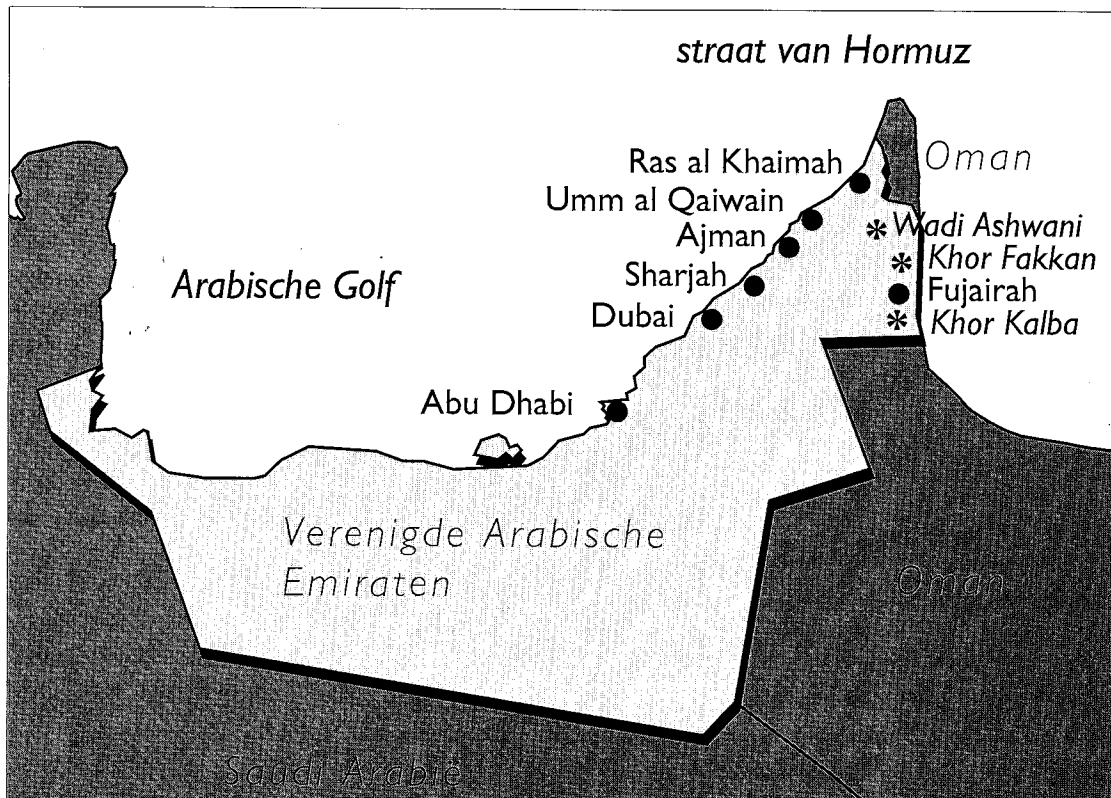 straat van Hormuz
Oman
Ras al Khaimah
Umm al Qaiwain
Wadi Ashwani
Ajman
Khor Fakkan
Arabische Golf
Sharjah
Fujairah
Dubai
Khor Kalba
Abu Dhabi
Verenigde Arabische
Emiraten
Oman
Saudi Arabië